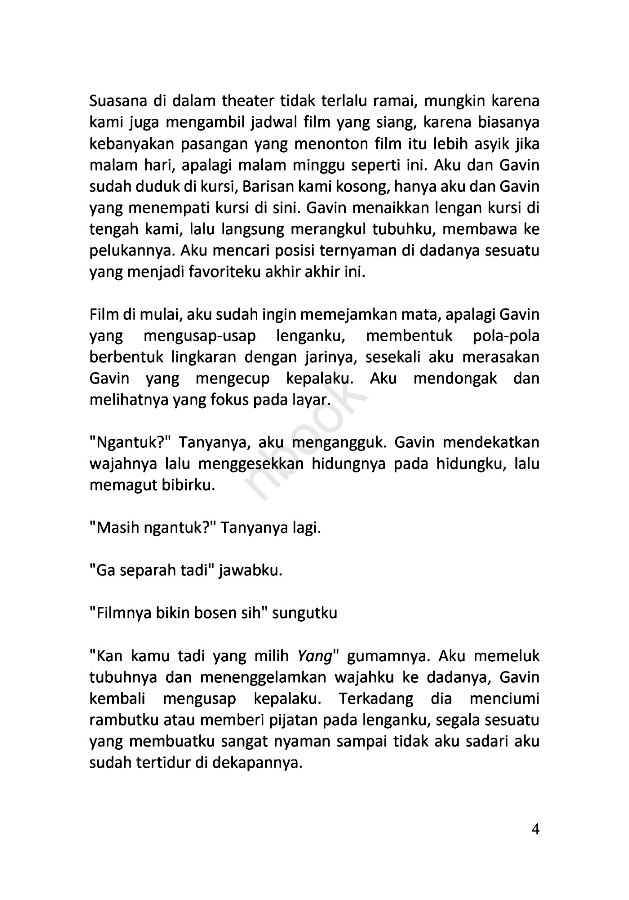 Suasana di dalam theater tidak terlalu ramai, mungkin karena
kami juga mengambil jadwal film yang siang, karena biasanya
kebanyakan pasangan yang menonton film itu lebih asyik jika
malam hari, apalagi malam minggu seperti ini. Aku dan Gavin
sudah duduk di kursi, Barisan kami kosong, hanya aku dan Gavin
yang menempati kursi di sini. Gavin menaikkan lengan kursi di
tengah kami, lalu langsung merangkul tubuhku, membawa ke
pelukannya. Aku mencari posisi ternyaman di dadanya sesuatu
yang menjadi favoriteku akhir akhir ini.
Film di mulai, aku sudah ingin memejamkan mata, apalagi Gavin
yang mengusap-usap lenganku, membentuk pola-pola
berbentuk lingkaran dengan jarinya, sesekali aku merasakan
Gavin yang mengecup kepalaku. Aku mendongak dan
melihatnya yang fokus pada layar.
"Ngantuk?" Tanyanya, aku mengangguk. Gavin mendekatkan
wajahnya lalu menggesekkan hidungnya pada hidungku, lalu
memagut bibirku.
"Masih ngantuk?" Tanyanya lagi.
"Ga separah tadi" jawabku.
"Filmnya bikin bosen sih" sungutku
"Kan kamu tadi yang milih Yang" gumamnya. Aku memeluk
tubuhnya dan menenggelamkan wajahku ke dadanya, Gavin
kembali mengusap kepalaku. Terkadang dia menciumi
rambutku atau memberi pijatan pada lenganku, segala sesuatu
yang membuatku sangat nyaman sampai tidak aku sadari aku
sudah tertidur di dekapannya.
nbook
4